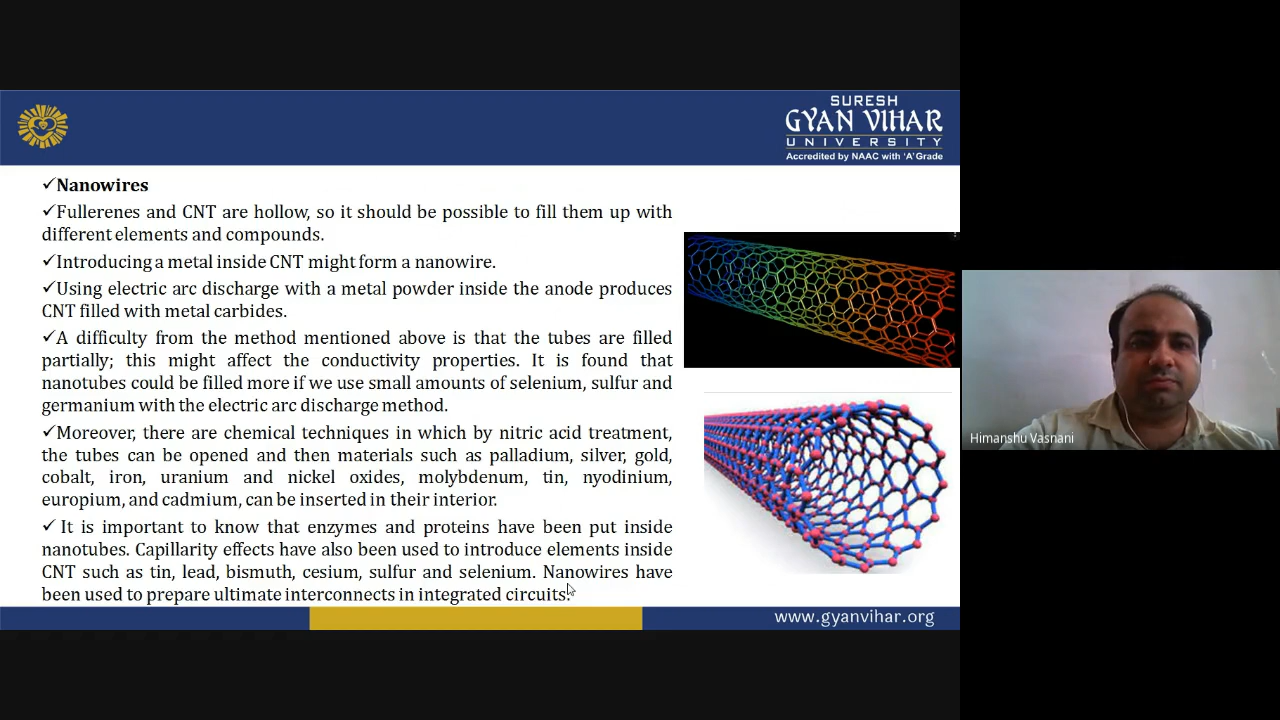 SURESH
GYAN VIHAR
UNIVERSITY
Accredited by NAAC with 'A' Grade
✓Nanowires
✓Fullerenes and CNT are hollow, so it should be possible to fill them up with
different elements and compounds.
✓Introducing a metal inside CNT might form a nanowire.
✓Using electric arc discharge with a metal powder inside the anode produces
CNT filled with metal carbides.
✓A difficulty from the method mentioned above is that the tubes are filled
partially; this might affect the conductivity properties. It is found that
nanotubes could be filled more if we use small amounts of selenium, sulfur and
germanium with the electric arc discharge method.
✓Moreover, there are chemical techniques in which by nitric acid treatment,
the tubes can be opened and then materials such as palladium, silver, gold,
cobalt, iron, uranium and nickel oxides, molybdenum, tin, nyodinium,
europium, and cadmium, can be inserted in their interior.
✓ It is important to know that enzymes and proteins have been put inside
nanotubes. Capillarity effects have also been used to introduce elements inside
CNT such as tin, lead, bismuth, cesium, sulfur and selenium. Nanowires have
been used to prepare ultimate interconnects in integrated circuits.
www.gyanvihar.org
Himanshu Vasnani